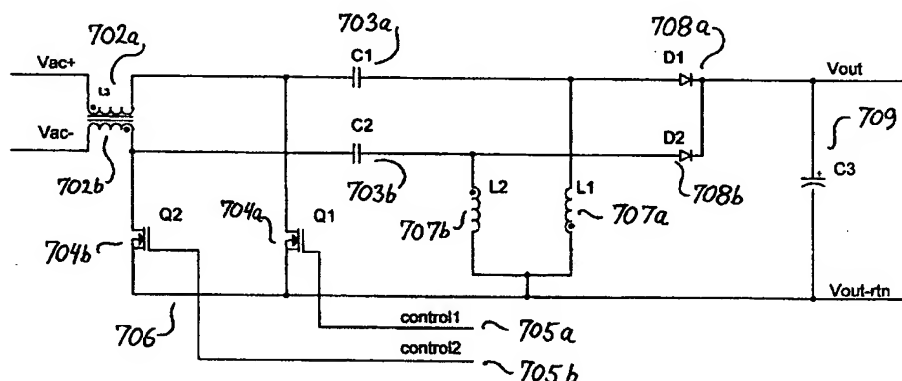 702a
703a
708a
Vac+
L3
C1
D1
Vout
Vac-
C2
D2
709
702b
703b
708b
C3
L2
L1
704a
Q2
Q1
707b
707a
704b
Vout-rtn
706
control1
705a
control2
705b